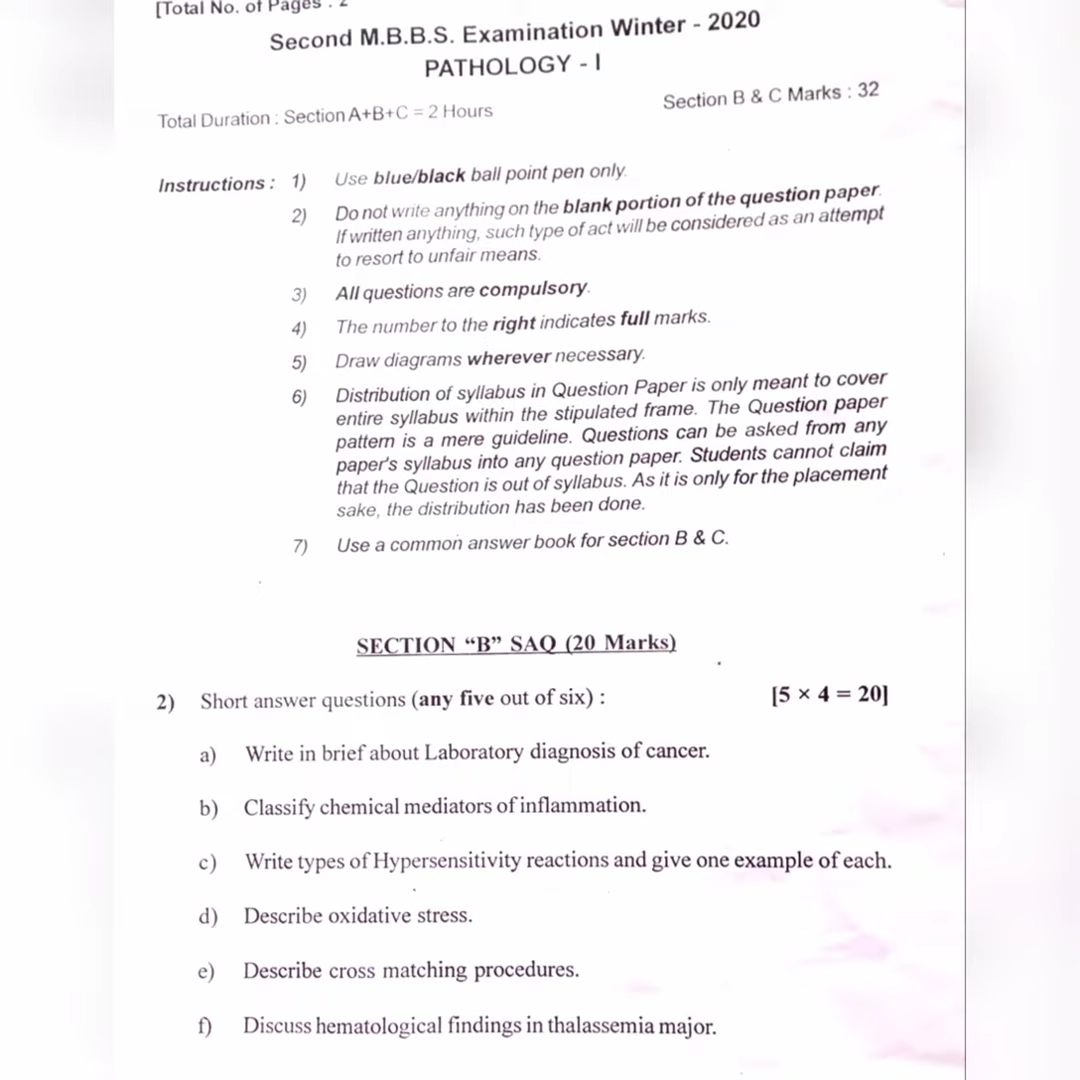 [Total No. of Pages : 2
Second M.B.B.S. Examination Winter - 2020
PATHOLOGY - I
Total Duration : Section A+B+C = 2 Hours
Section B & C Marks : 32
Instructions : 1) Use blue/black ball point pen only.
2) Do not write anything on the blank portion of the question paper.
If written anything, such type of act will be considered as an attempt
to resort to unfair means.
3) All questions are compulsory.
4) The number to the right indicates full marks.
5) Draw diagrams wherever necessary.
6) Distribution of syllabus in Question Paper is only meant to cover
entire syllabus within the stipulated frame. The Question paper
pattern is a mere guideline. Questions can be asked from any
paper's syllabus into any question paper. Students cannot claim
that the Question is out of syllabus. As it is only for the placement
sake, the distribution has been done.
7) Use a common answer book for section B & C.
SECTION “B” SAQ (20 Marks)
2) Short answer questions (any five out of six) : [5 × 4 = 20]
a) Write in brief about Laboratory diagnosis of cancer.
b) Classify chemical mediators of inflammation.
c) Write types of Hypersensitivity reactions and give one example of each.
d) Describe oxidative stress.
e) Describe cross matching procedures.
f) Discuss hematological findings in thalassemia major.